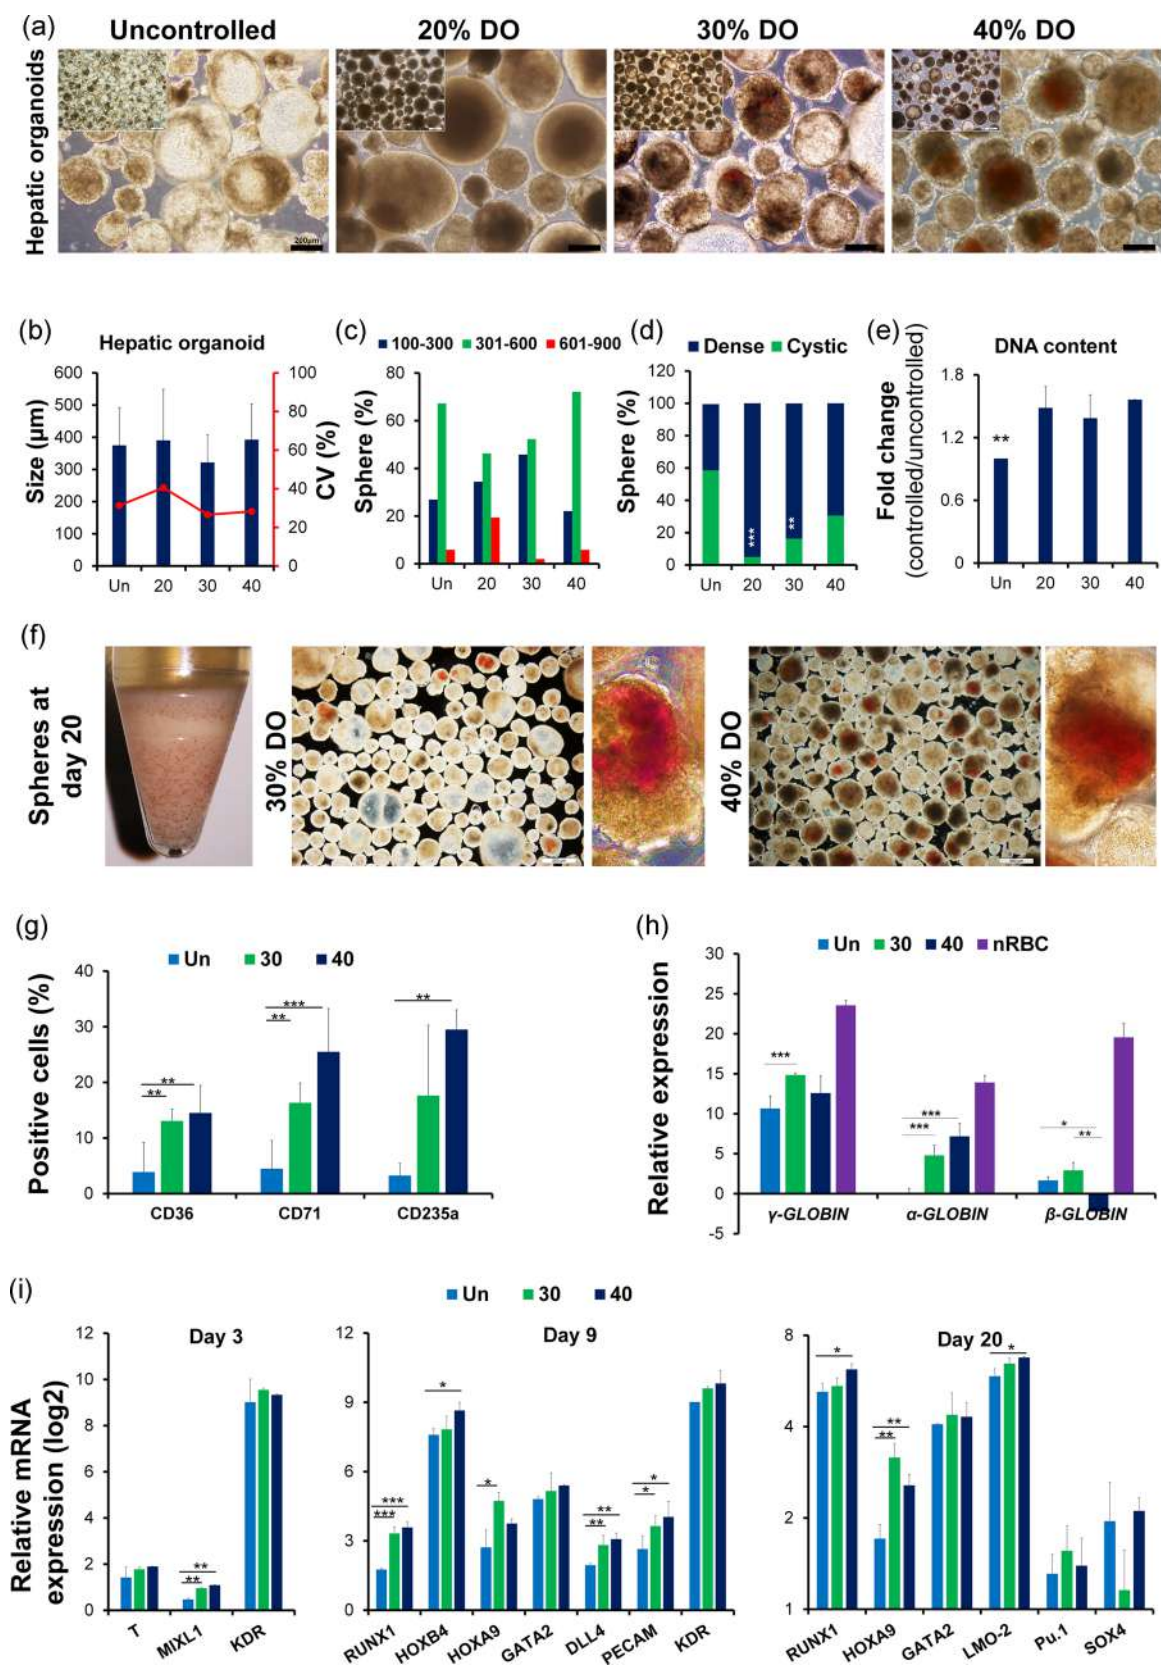 (a)
Uncontrolled 20% DO 30% DO 40% DO
Hepatic organoids
200µm
(b)
Hepatic organoid
Size (µm)
600
500
400
300
200
100
0
100
80
60
40
20
0
CV (%)
Un 20 30 40
(c)
100-300 301-600 601-900
Sphere (%)
80
60
40
20
0
Un 20 30 40
(d)
Dense Cystic
Sphere (%)
120
100
80
60
40
20
0
***
**
Un 20 30 40
(e)
DNA content
Fold change
(controlled/uncontrolled)
1.8
1.2
0.6
0
**
Un 20 30 40
(f)
Spheres at
day 20
30% DO
40% DO
(g)
Un 30 40
Positive cells (%)
40
30
20
10
0
**
**
***
**
**
CD36 CD71 CD235a
(h)
Un 30 40 nRBC
Relative expression
30
25
20
15
10
5
0
-5
***
***
***
*
**
γ-GLOBIN α-GLOBIN β-GLOBIN
(i)
Un 30 40
Relative mRNA
expression (log2)
Day 3
12
10
8
6
4
2
0
**
**
T MIXL1 KDR
Day 9
12
9
6
3
0
***
***
*
*
**
**
*
*
RUNX1 HOXB4 HOXA9 GATA2 DLL4 PECAM KDR
Day 20
8
4
2
1
*
**
**
*
RUNX1 HOXA9 GATA2 LMO-2 Pu.1 SOX4